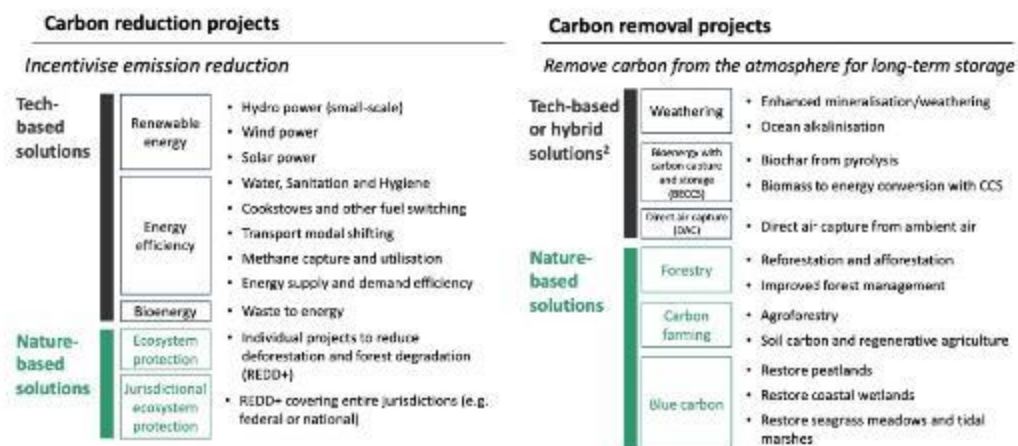 Carbon reduction projects
Incentivise emission reduction
Tech-
based
solutions
Renewable
energy
• Hydro power (small-scale)
• Wind power
• Solar power
Energy
efficiency
• Water, Sanitation and Hygiene
• Cookstoves and other fuel switching
• Transport modal shifting
• Methane capture and utilisation
• Energy supply and demand efficiency
Bioenergy
• Waste to energy
Nature-
based
solutions
Ecosystem
protection
• Individual projects to reduce
deforestation and forest degradation
(REDD+)
Jurisdictional
ecosystem
protection
• REDD+ covering entire jurisdictions (e.g.
federal or national)
Carbon removal projects
Remove carbon from the atmosphere for long-term storage
Tech-based
or hybrid
solutions²
Weathering
• Enhanced mineralisation/weathering
• Ocean alkalinisation
Bioenergy with
carbon capture
and storage
(BECCS)
• Biochar from pyrolysis
• Biomass to energy conversion with CCS
Direct air capture
(DAC)
• Direct air capture from ambient air
Nature-
based
solutions
Forestry
• Reforestation and afforestation
• Improved forest management
Carbon
farming
• Agroforestry
• Soil carbon and regenerative agriculture
Blue carbon
• Restore peatlands
• Restore coastal wetlands
• Restore seagrass meadows and tidal
marshes